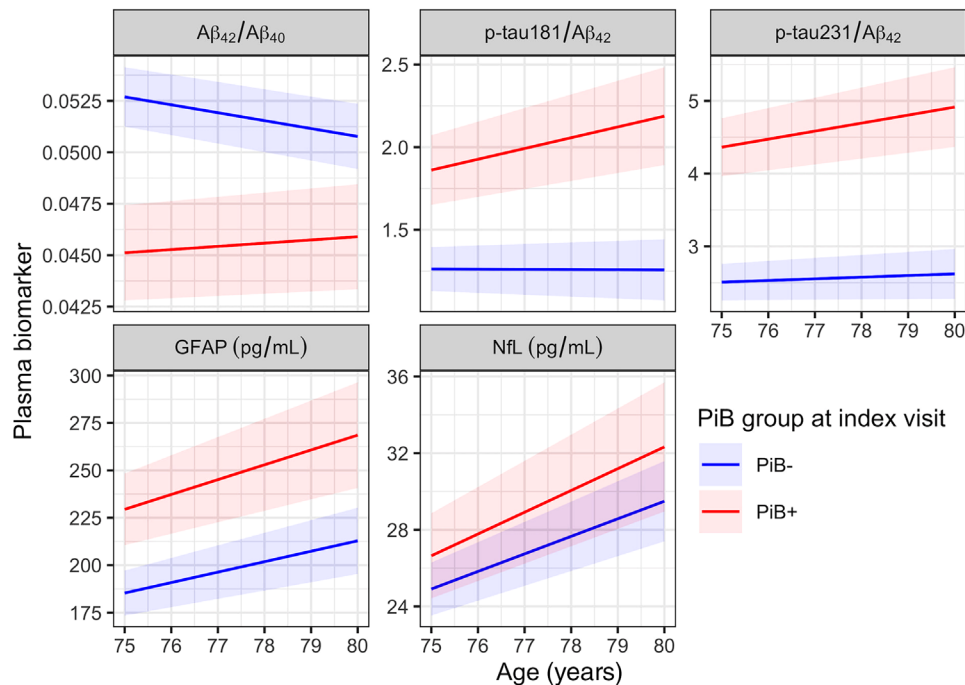 Aβ₄₂/Aβ₄₀
p-tau181/Aβ₄₂
p-tau231/Aβ₄₂
0.0525
0.0500
0.0475
0.0450
0.0425
2.5
2.0
1.5
5
4
3
75 76 77 78 79 80
GFAP (pg/mL)
NfL (pg/mL)
300
275
250
225
200
175
36
32
28
24
75 76 77 78 79 80
75 76 77 78 79 80
Plasma biomarker
Age (years)
PiB group at index visit
PiB-
PiB+